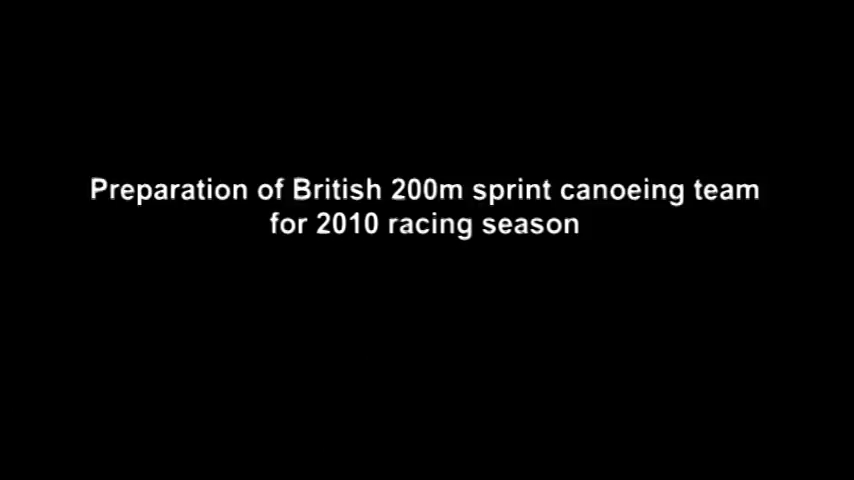 Preparation of British 200m sprint canoeing team
for 2010 racing season